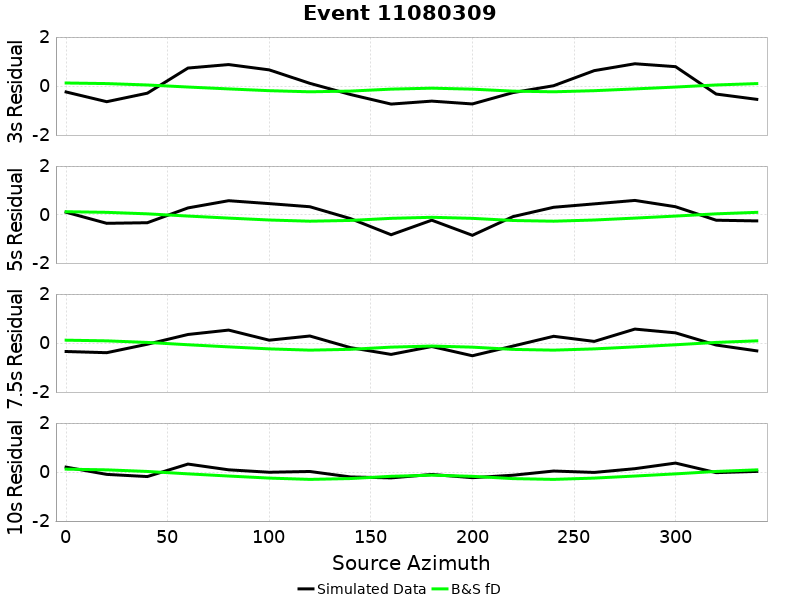 Event 11080309
3s Residual
2
0
-2
5s Residual
2
0
-2
7.5s Residual
2
0
-2
10s Residual
2
0
-2
0 50 100 150 200 250 300
Source Azimuth
Simulated Data B&S fD